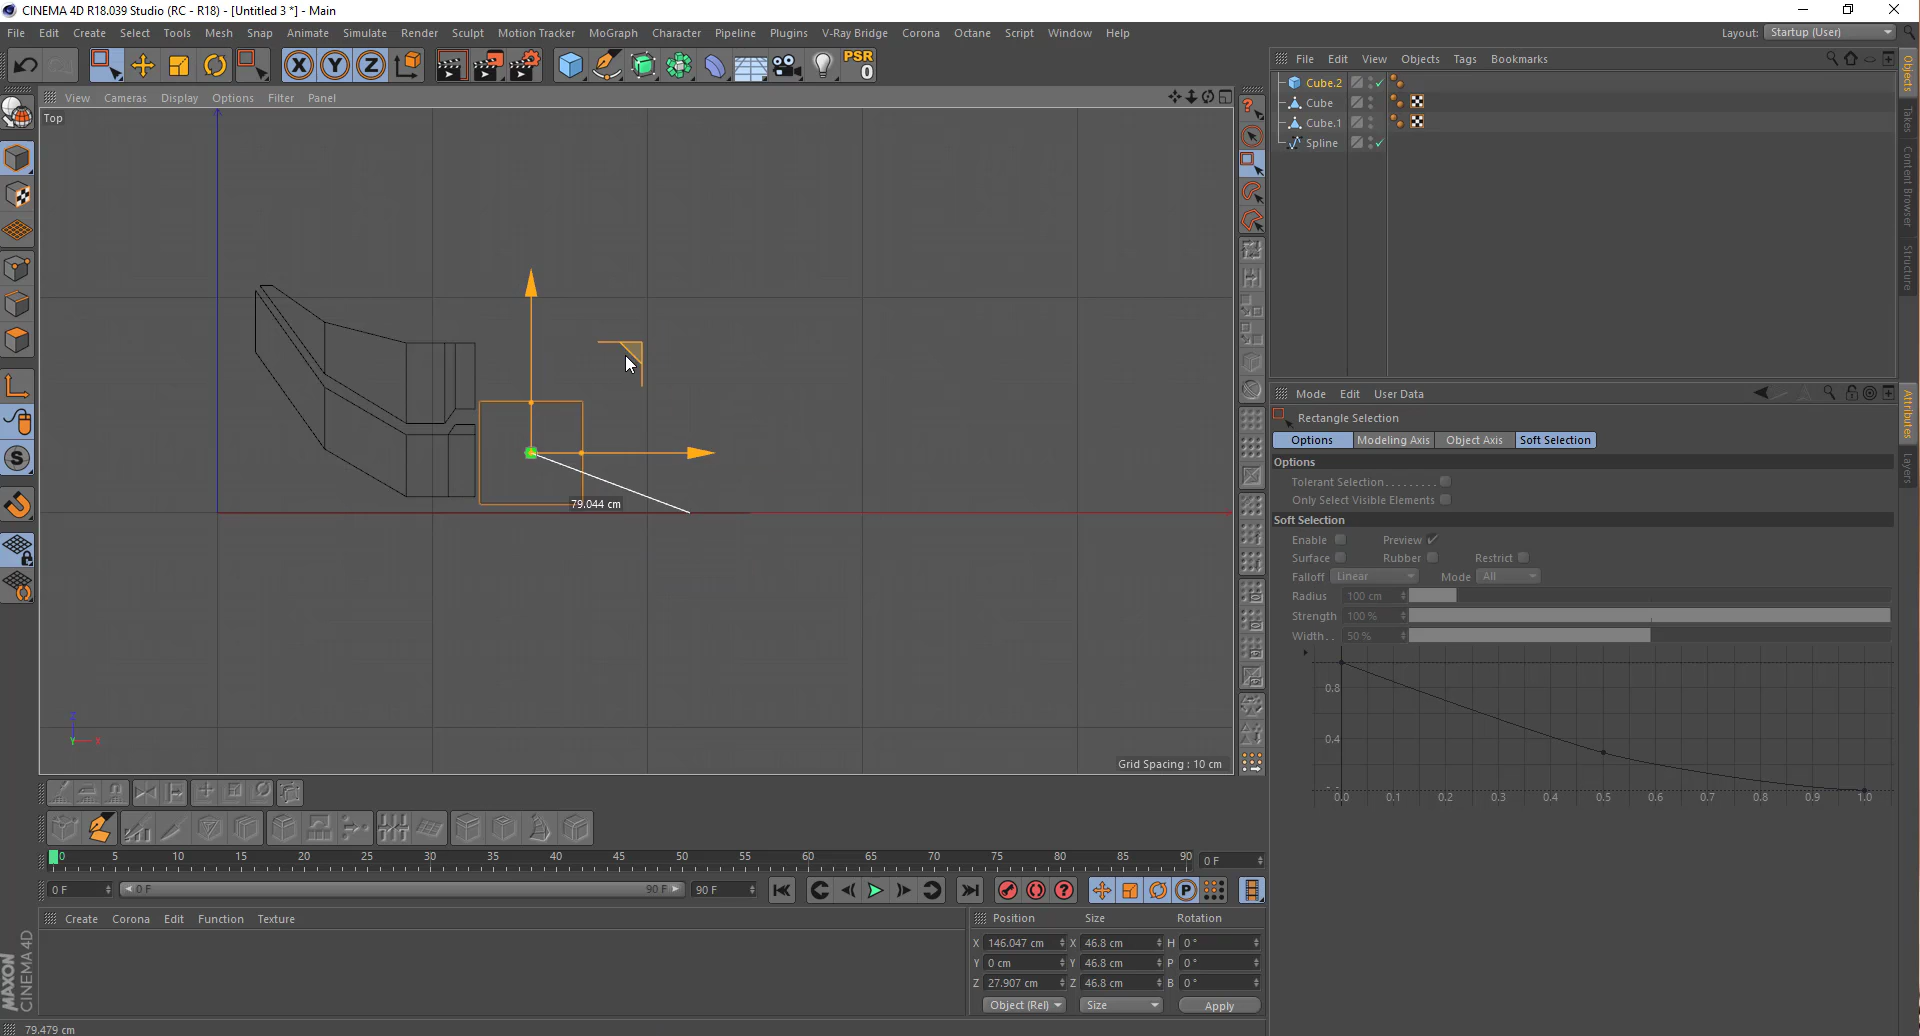 CINEMA 4D R18.039 Studio (RC - R18) - [Untitled 3 *] - Main
File Edit Create Select Tools Mesh Snap Animate Simulate Render Sculpt Motion Tracker MoGraph Character Pipeline Plugins V-Ray Bridge Corona Octane Script Window Help
Layout: Startup (User)
X Y Z PSR 0
File Edit View Objects Tags Bookmarks
View Cameras Display Options Filter Panel
Top
Cube.2
Cube
Cube.1
Spline
Objects
Takes
Content Browser
Structure
79.044 cm
Z
Y X
Grid Spacing : 10 cm
Mode Edit User Data
Rectangle Selection
Options Modeling Axis Object Axis Soft Selection
Options
Tolerant Selection
Only Select Visible Elements
Soft Selection
Enable Preview
Surface Rubber Restrict
Falloff Linear Mode All
Radius 100 cm
Strength 100 %
Width . . 50 %
0.8
0.4
0.0 0.1 0.2 0.3 0.4 0.5 0.6 0.7 0.8 0.9 1.0
Attributes
Layers
0 5 10 15 20 25 30 35 40 45 50 55 60 65 70 75 80 85 90 0 F
0 F 0 F 90 F 90 F
Create Corona Edit Function Texture
Position Size Rotation
X 146.047 cm X 46.8 cm H 0 °
Y 0 cm Y 46.8 cm P 0 °
Z 27.907 cm Z 46.8 cm B 0 °
Object (Rel) Size Apply
MAXON
CINEMA 4D
79.479 cm